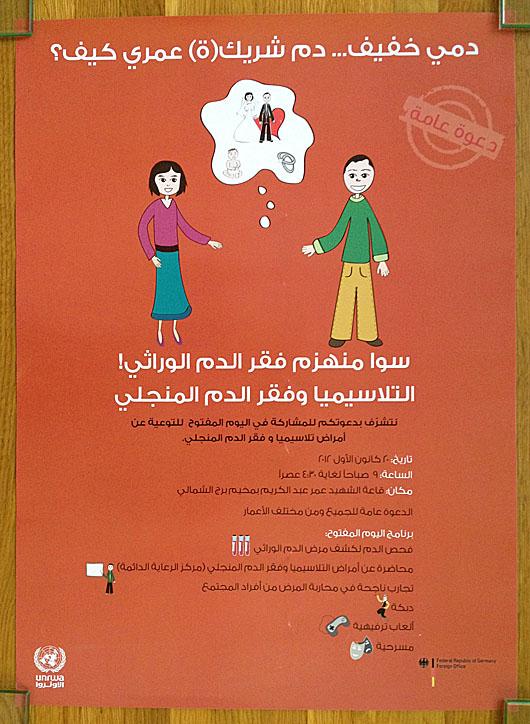 دمي خفيف... دم شريك(ة) عمري كيف؟
دعوة عامة
سوا منهزم فقر الدم الوراثي!
التلاسيميا وفقر الدم المنجلي
نتشرّف بدعوتكم للمشاركة في اليوم المفتوح للتوعية عن
أمراض تلاسيميا و فقر الدم المنجلي.
تاريخ: ٢٠ كانون الأول ٢٠١٢
الساعة: ٩ صباحاً لغاية ٤:٣٠ عصراً
مكان: قاعة الشهيد عمر عبد الكريم بمخيم برج الشمالي
الدعوة عامة للجميع ومن مختلف الأعمار
برنامج اليوم المفتوح:
فحص الدم لكشف مرض الدم الوراثي
محاضرة عن أمراض التلاسيميا وفقر الدم المنجلي (مركز الرعاية الدائمة)
تجارب ناجحة في محاربة المرض من أفراد المجتمع
دبكة
ألعاب ترفيهية
مسرحية
unrwa
الأونروا
Federal Republic of Germany
Foreign Office